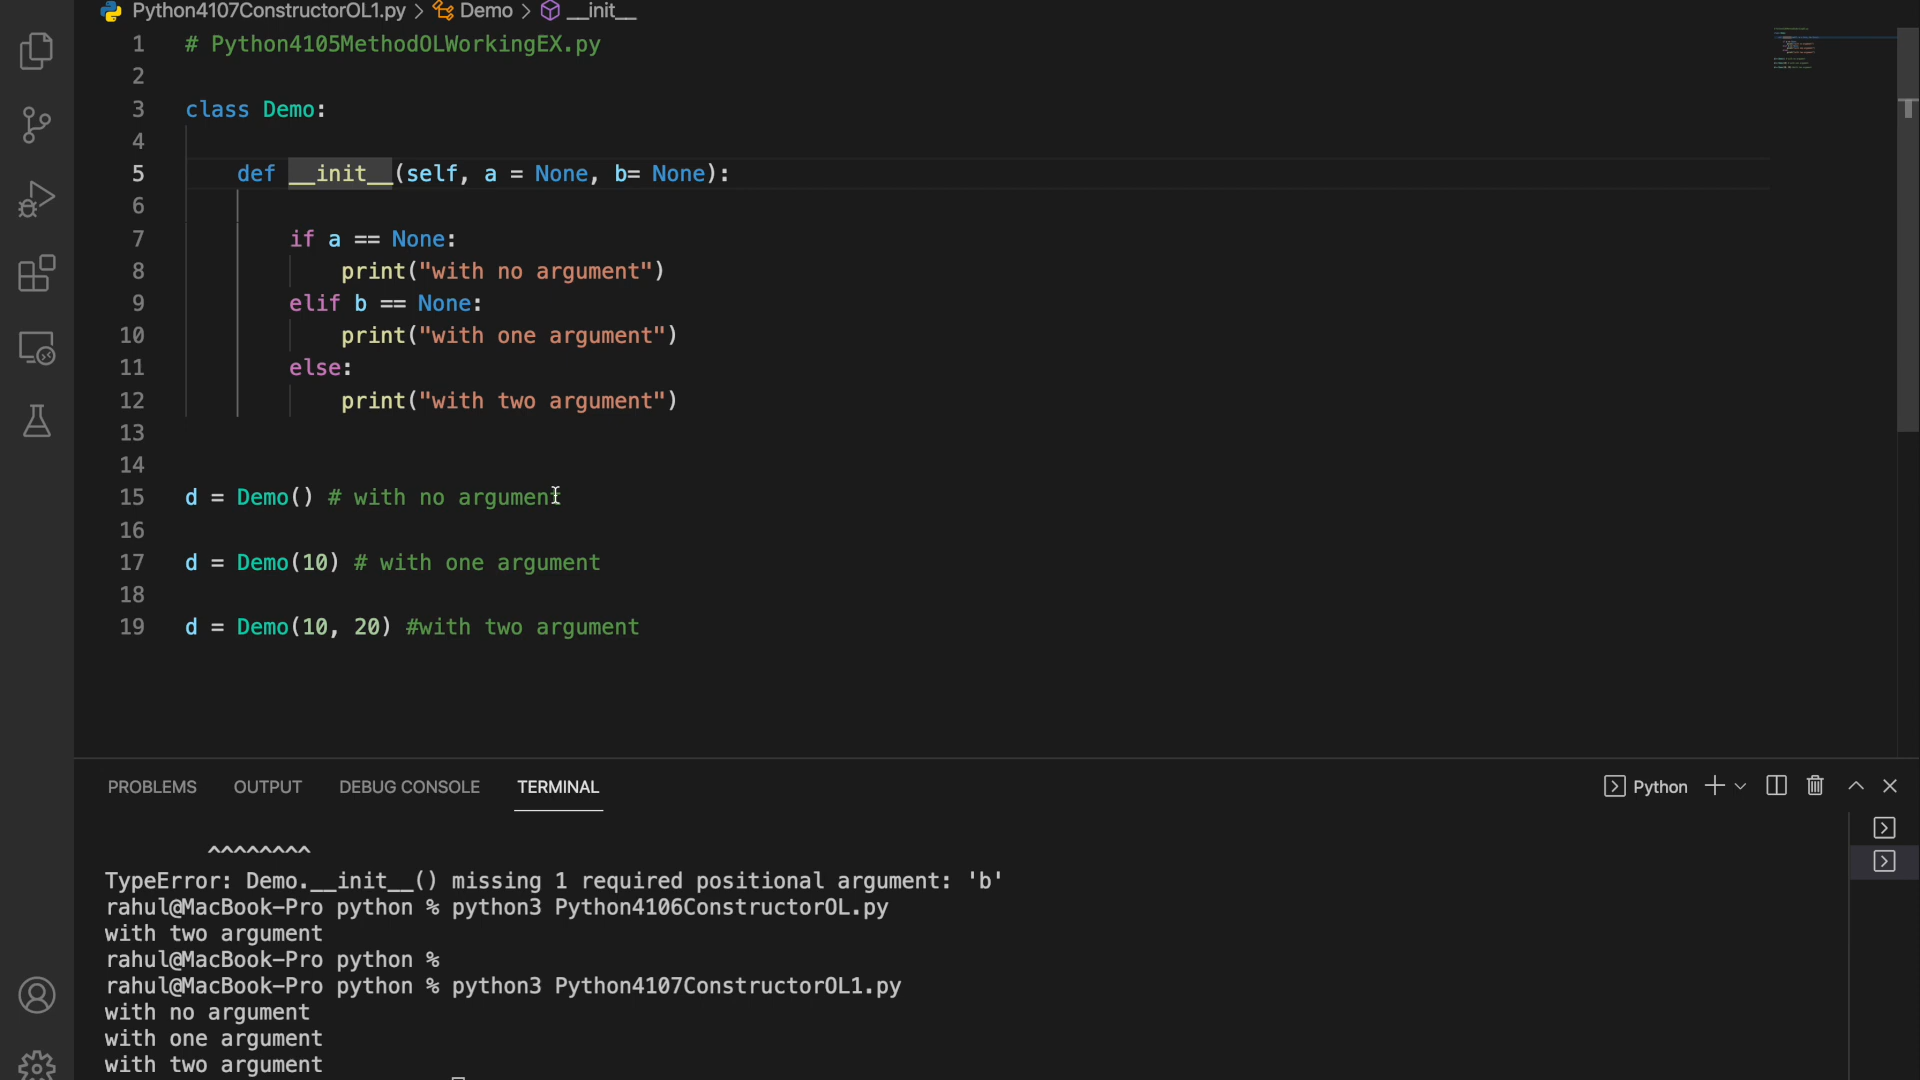 Python4107ConstructorOL1.py > Demo > __init__
1 # Python4105MethodOLWorkingEX.py
2
3 class Demo:
4
5 def __init__(self, a = None, b= None):
6
7 if a == None:
8 print("with no argument")
9 elif b == None:
10 print("with one argument")
11 else:
12 print("with two argument")
13
14
15 d = Demo() # with no argument
16
17 d = Demo(10) # with one argument
18
19 d = Demo(10, 20) #with two argument
PROBLEMS OUTPUT DEBUG CONSOLE TERMINAL Python
^^^^^^^^
TypeError: Demo.__init__() missing 1 required positional argument: 'b'
rahul@MacBook-Pro python % python3 Python4106ConstructorOL.py
with two argument
rahul@MacBook-Pro python %
rahul@MacBook-Pro python % python3 Python4107ConstructorOL1.py
with no argument
with one argument
with two argument